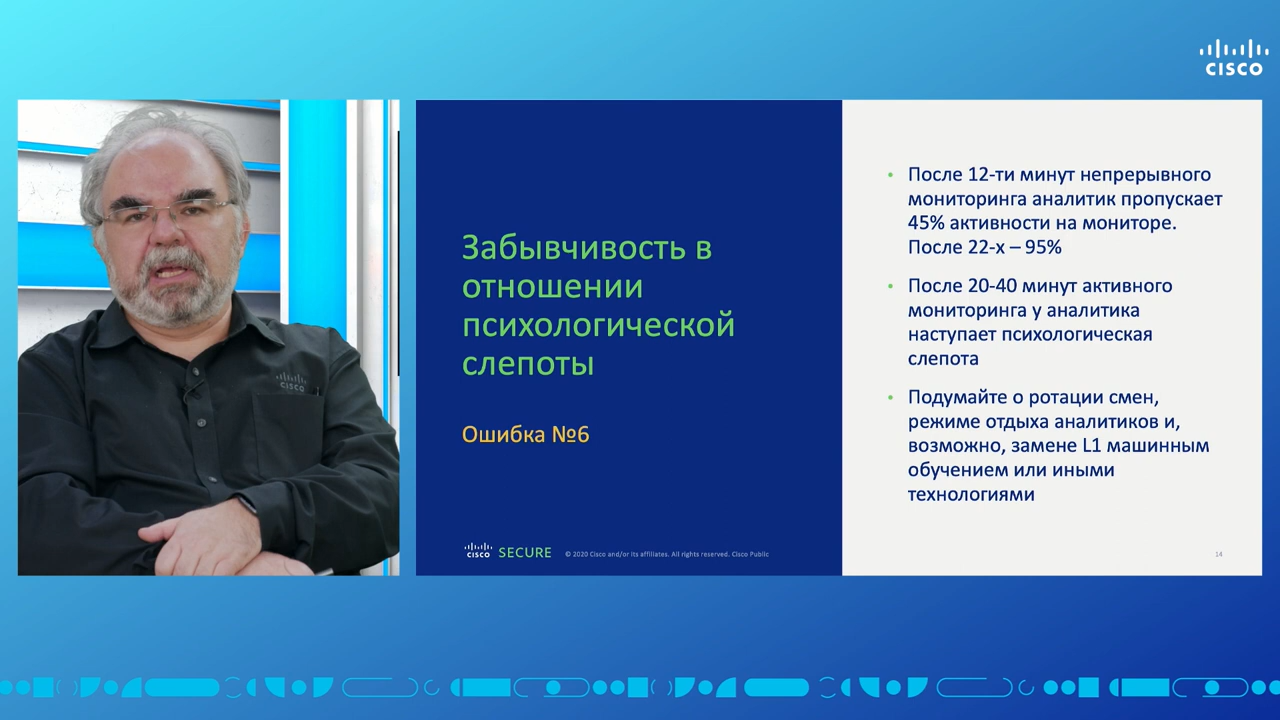 CISCO
CISCO
Забывчивость в
отношении
психологической
слепоты
Ошибка №6
CISCO SECURE © 2020 Cisco and/or its affiliates. All rights reserved. Cisco Public
• После 12-ти минут непрерывного
мониторинга аналитик пропускает
45% активности на мониторе.
После 22-х – 95%
• После 20-40 минут активного
мониторинга у аналитика
наступает психологическая
слепота
• Подумайте о ротации смен,
режиме отдыха аналитиков и,
возможно, замене L1 машинным
обучением или иными
технологиями
14